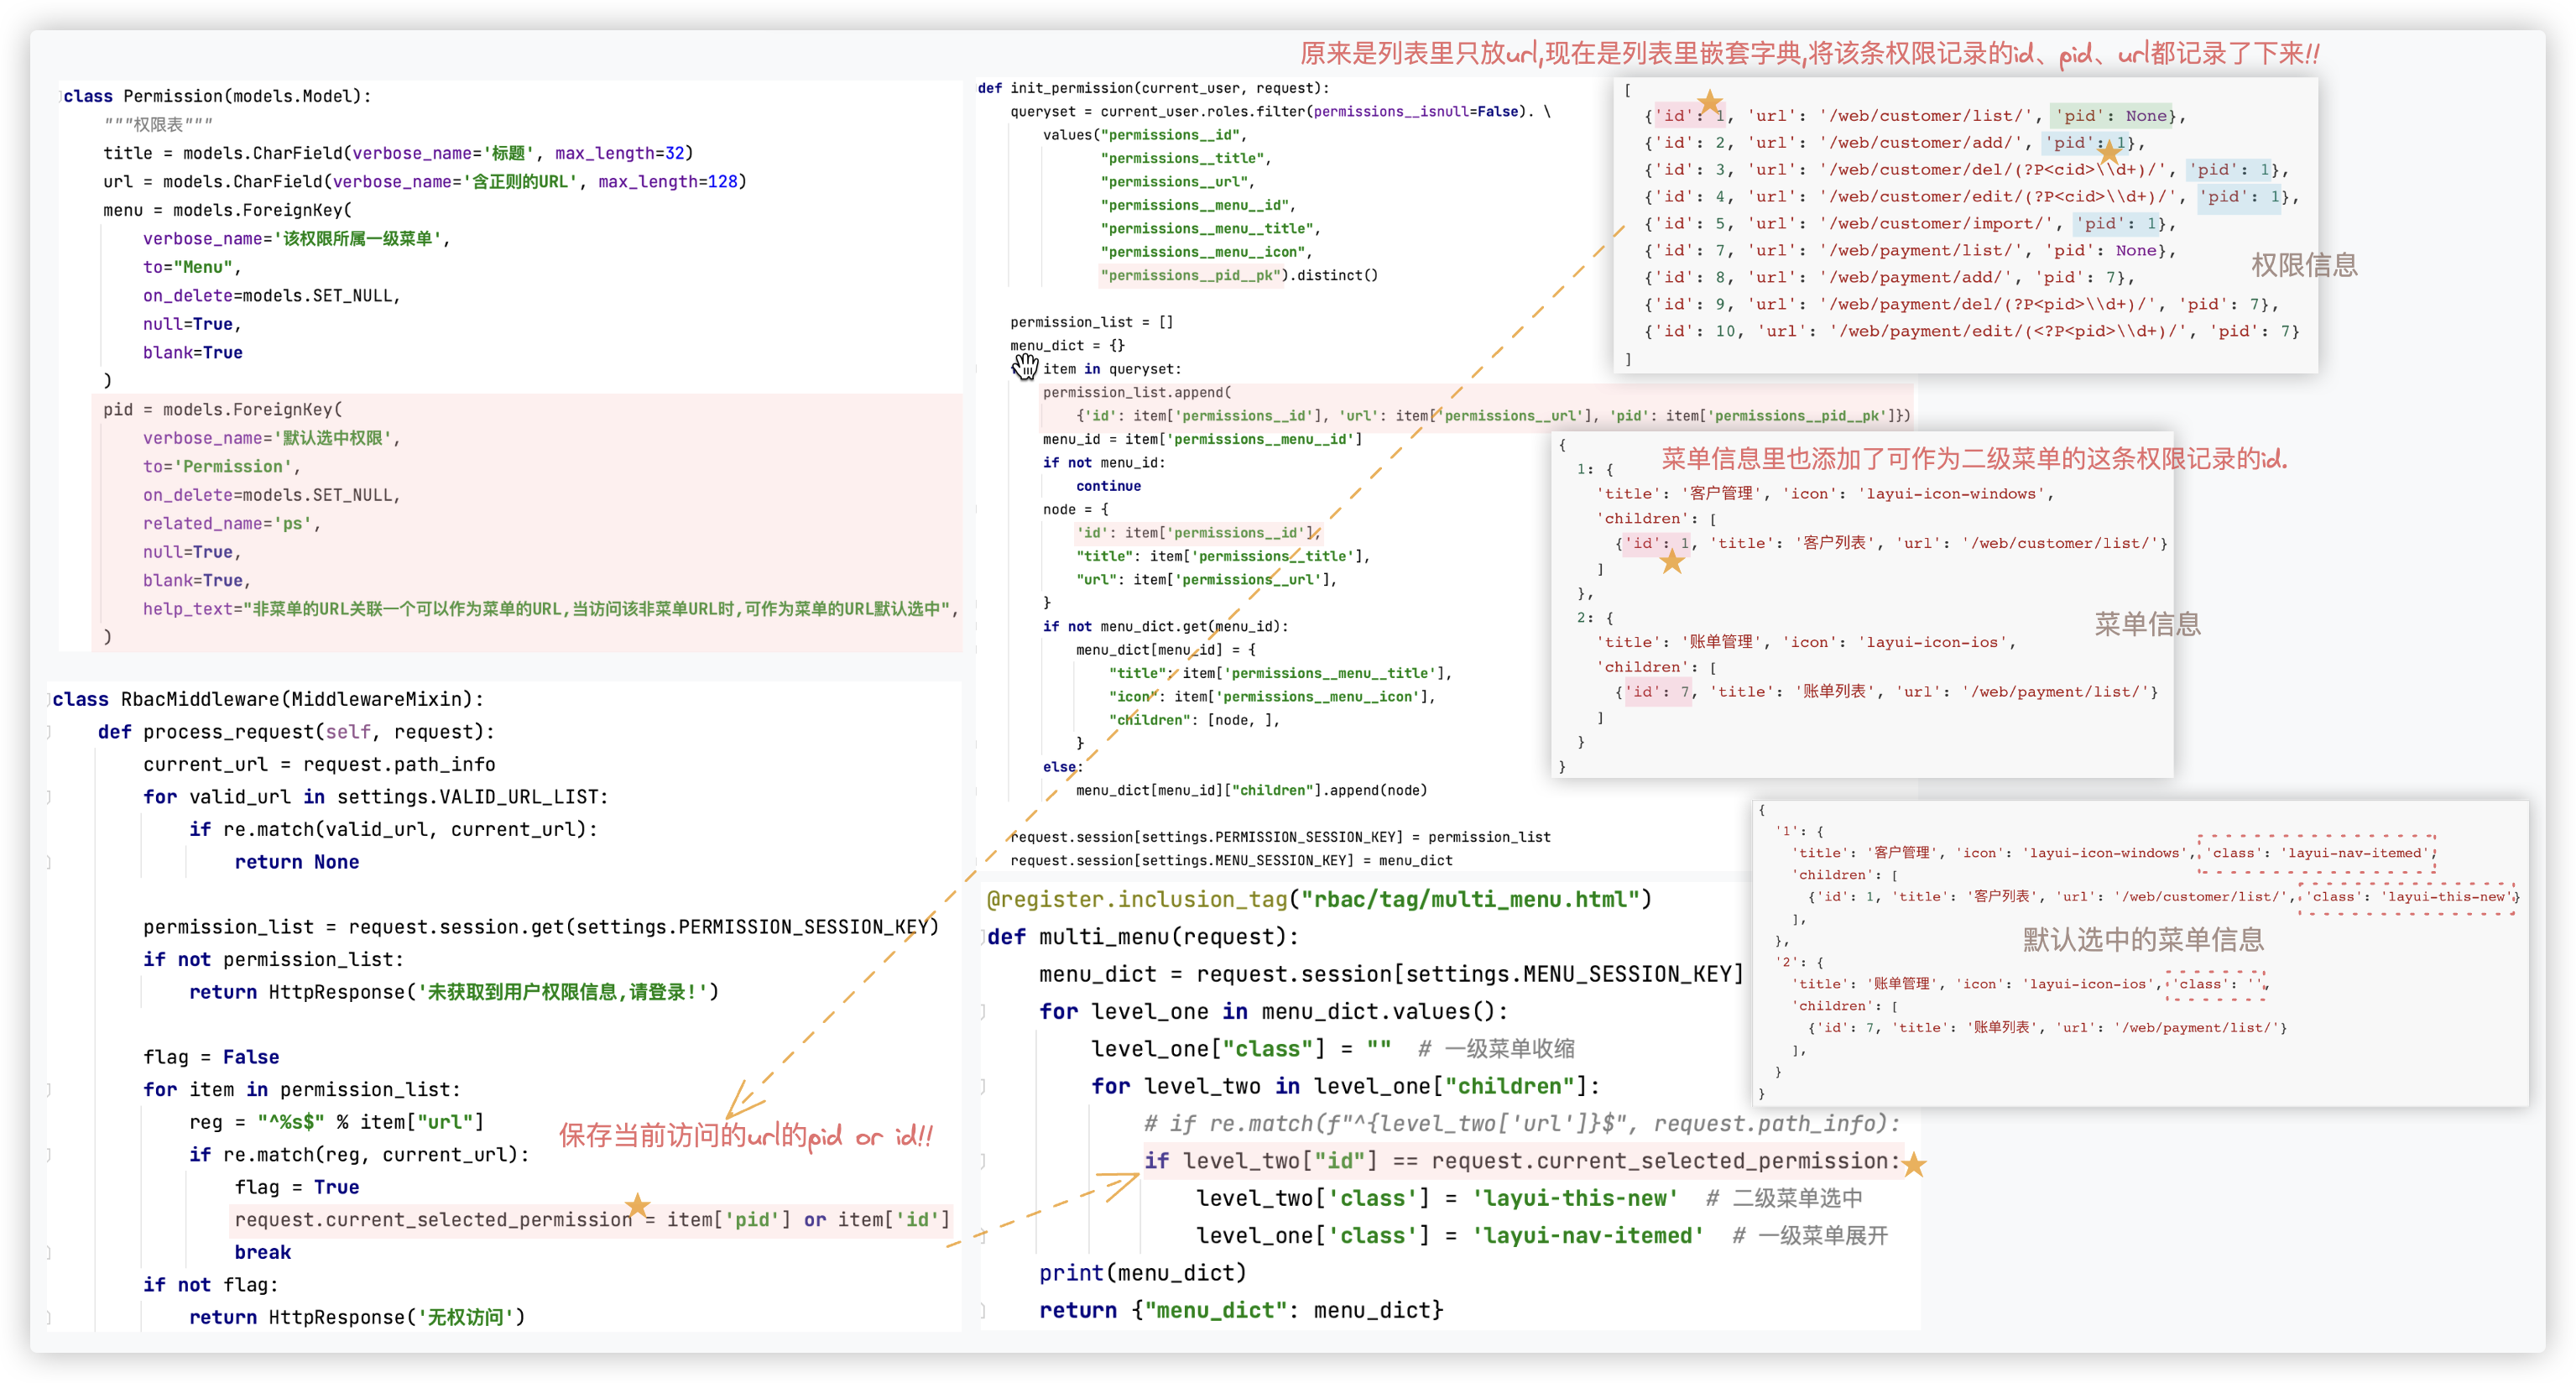 原来是列表里只放url,现在是列表里嵌套字典,将该条权限记录的id、pid、url都记录了下来!!
class Permission(models.Model):
    """权限表"""
    title = models.CharField(verbose_name='标题', max_length=32)
    url = models.CharField(verbose_name='含正则的URL', max_length=128)
    menu = models.ForeignKey(
        verbose_name='该权限所属一级菜单',
        to="Menu",
        on_delete=models.SET_NULL,
        null=True,
        blank=True
    )
    pid = models.ForeignKey(
        verbose_name='默认选中权限',
        to='Permission',
        on_delete=models.SET_NULL,
        related_name='ps',
        null=True,
        blank=True,
        help_text="非菜单的URL关联一个可以作为菜单的URL,当访问该非菜单URL时,可作为菜单的URL默认选中",
    )
class RbacMiddleware(MiddlewareMixin):
    def process_request(self, request):
        current_url = request.path_info
        for valid_url in settings.VALID_URL_LIST:
            if re.match(valid_url, current_url):
                return None
        permission_list = request.session.get(settings.PERMISSION_SESSION_KEY)
        if not permission_list:
            return HttpResponse('未获取到用户权限信息,请登录!')
        flag = False
        for item in permission_list:
            reg = "^%s$" % item["url"]
            if re.match(reg, current_url):
                flag = True
                request.current_selected_permission = item['pid'] or item['id']
                break
        if not flag:
            return HttpResponse('无权访问')
保存当前访问的url的pid or id!!
def init_permission(current_user, request):
    queryset = current_user.roles.filter(permissions__isnull=False). \
        values("permissions__id",
               "permissions__title",
               "permissions__url",
               "permissions__menu__id",
               "permissions__menu__title",
               "permissions__menu__icon",
               "permissions__pid__pk").distinct()
    permission_list = []
    menu_dict = {}
    item in queryset:
        permission_list.append(
            {'id': item['permissions__id'], 'url': item['permissions__url'], 'pid': item['permissions__pid__pk']})
        menu_id = item['permissions__menu__id']
        if not menu_id:
            continue
        node = {
            'id': item['permissions__id'],
            "title": item['permissions__title'],
            "url": item['permissions__url'],
        }
        if not menu_dict.get(menu_id):
            menu_dict[menu_id] = {
                "title": item['permissions__menu__title'],
                "icon": item['permissions__menu__icon'],
                "children": [node, ],
            }
        else:
            menu_dict[menu_id]["children"].append(node)
    request.session[settings.PERMISSION_SESSION_KEY] = permission_list
    request.session[settings.MENU_SESSION_KEY] = menu_dict
@register.inclusion_tag("rbac/tag/multi_menu.html")
def multi_menu(request):
    menu_dict = request.session[settings.MENU_SESSION_KEY]
    for level_one in menu_dict.values():
        level_one["class"] = ""  # 一级菜单收缩
        for level_two in level_one["children"]:
            # if re.match(f"^{level_two['url']}$", request.path_info):
            if level_two["id"] == request.current_selected_permission:
                level_two['class'] = 'layui-this-new'  # 二级菜单选中
                level_one['class'] = 'layui-nav-itemed'  # 一级菜单展开
    print(menu_dict)
    return {"menu_dict": menu_dict}
[
  {'id': 1, 'url': '/web/customer/list/', 'pid': None},
  {'id': 2, 'url': '/web/customer/add/', 'pid': 1},
  {'id': 3, 'url': '/web/customer/del/(?P<cid>\\d+)/', 'pid': 1},
  {'id': 4, 'url': '/web/customer/edit/(?P<cid>\\d+)/', 'pid': 1},
  {'id': 5, 'url': '/web/customer/import/', 'pid': 1},
  {'id': 7, 'url': '/web/payment/list/', 'pid': None},
  {'id': 8, 'url': '/web/payment/add/', 'pid': 7},
  {'id': 9, 'url': '/web/payment/del/(?P<pid>\\d+)/', 'pid': 7},
  {'id': 10, 'url': '/web/payment/edit/(<?P<pid>\\d+)/', 'pid': 7}
]
权限信息
{
菜单信息里也添加了可作为二级菜单的这条权限记录的id.
  1: {
    'title': '客户管理', 'icon': 'layui-icon-windows',
    'children': [
      {'id': 1, 'title': '客户列表', 'url': '/web/customer/list/'}
    ]
  },
  2: {
    'title': '账单管理', 'icon': 'layui-icon-ios',
    'children': [
      {'id': 7, 'title': '账单列表', 'url': '/web/payment/list/'}
    ]
  }
}
菜单信息
{
  '1': {
    'title': '客户管理', 'icon': 'layui-icon-windows', 'class': 'layui-nav-itemed',
    'children': [
      {'id': 1, 'title': '客户列表', 'url': '/web/customer/list/', 'class': 'layui-this-new'}
    ],
  },
默认选中的菜单信息
  '2': {
    'title': '账单管理', 'icon': 'layui-icon-ios', 'class': '',
    'children': [
      {'id': 7, 'title': '账单列表', 'url': '/web/payment/list/'}
    ],
  }
}